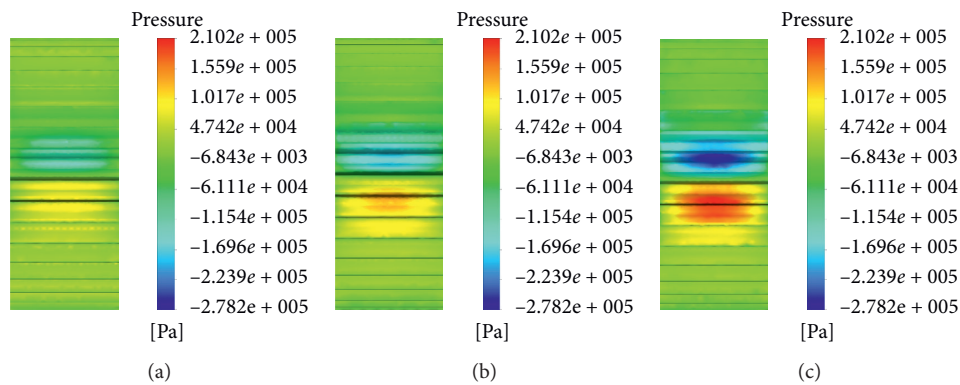 Pressure
2.102e + 005
1.559e + 005
1.017e + 005
4.742e + 004
–6.843e + 003
–6.111e + 004
–1.154e + 005
–1.696e + 005
–2.239e + 005
–2.782e + 005
[Pa]
(a)
Pressure
2.102e + 005
1.559e + 005
1.017e + 005
4.742e + 004
–6.843e + 003
–6.111e + 004
–1.154e + 005
–1.696e + 005
–2.239e + 005
–2.782e + 005
[Pa]
(b)
Pressure
2.102e + 005
1.559e + 005
1.017e + 005
4.742e + 004
–6.843e + 003
–6.111e + 004
–1.154e + 005
–1.696e + 005
–2.239e + 005
–2.782e + 005
[Pa]
(c)